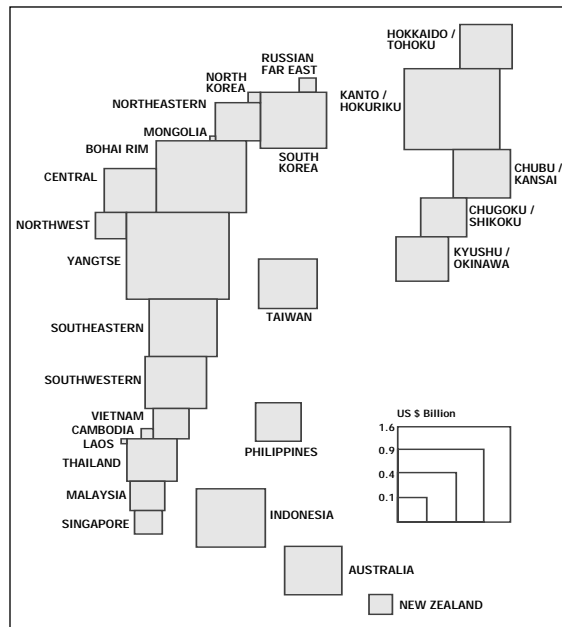 HOKKAIDO /
TOHOKU
RUSSIAN
FAR EAST
NORTH
KOREA
KANTO /
HOKURIKU
NORTHEASTERN
MONGOLIA
BOHAI RIM
SOUTH
KOREA
CENTRAL
CHUBU /
KANSAI
CHUGOKU /
SHIKOKU
NORTHWEST
YANGTSE
KYUSHU /
OKINAWA
TAIWAN
SOUTHEASTERN
SOUTHWESTERN
VIETNAM
CAMBODIA
LAOS
THAILAND
PHILIPPINES
US $ Billion
1.6
0.9
0.4
0.1
MALAYSIA
SINGAPORE
INDONESIA
AUSTRALIA
NEW ZEALAND